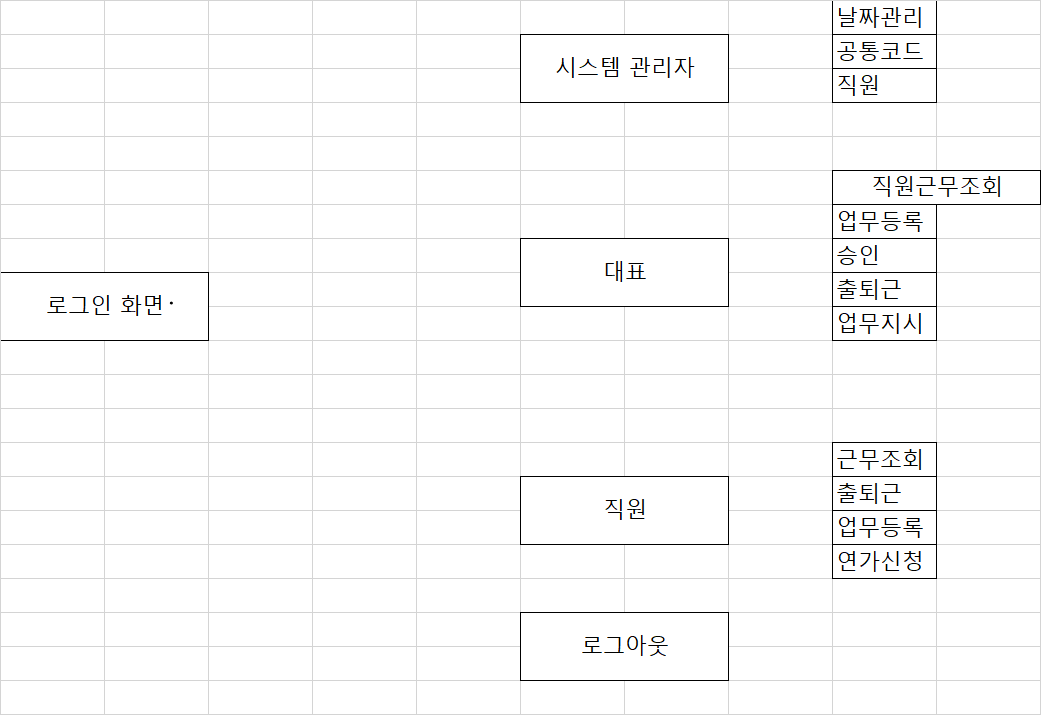 날짜관리
시스템 관리자
공통코드
직원
직원근무조회
업무등록
대표
승인
로그인 화면·
출퇴근
업무지시
근무조회
출퇴근
직원
업무등록
연가신청
로그아웃